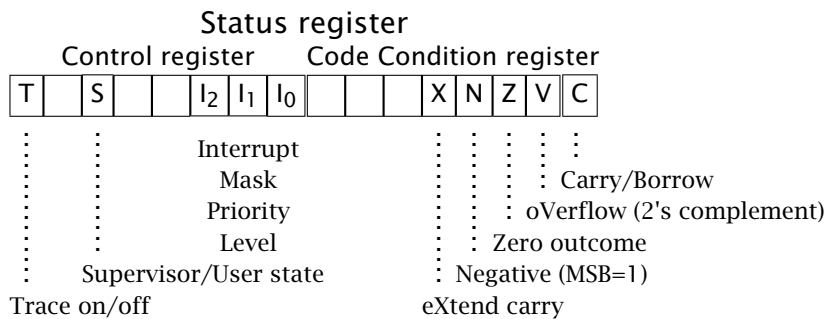 Status register
Control register Code Condition register
T S I2 I1 I0 X N Z V C
Interrupt
Mask Carry/Borrow
Priority oVerflow (2's complement)
Level Zero outcome
Supervisor/User state Negative (MSB=1)
Trace on/off eXtend carry